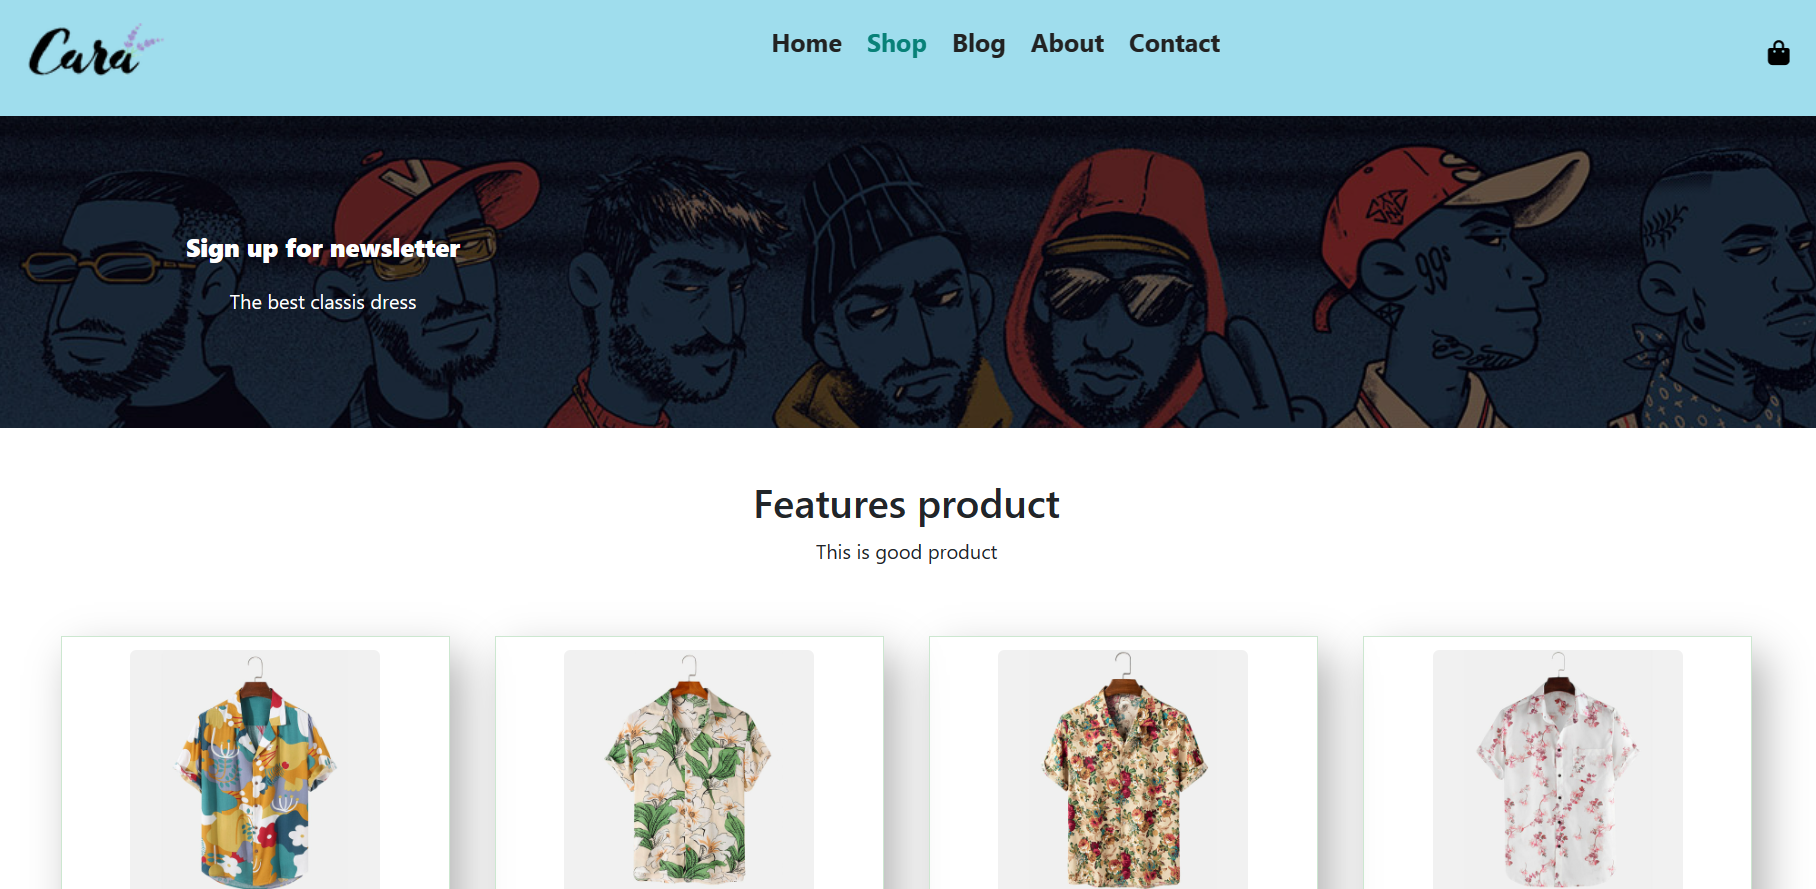 Cara
Home Shop Blog About Contact
Sign up for newsletter
The best classis dress
V
99s
Features product
This is good product